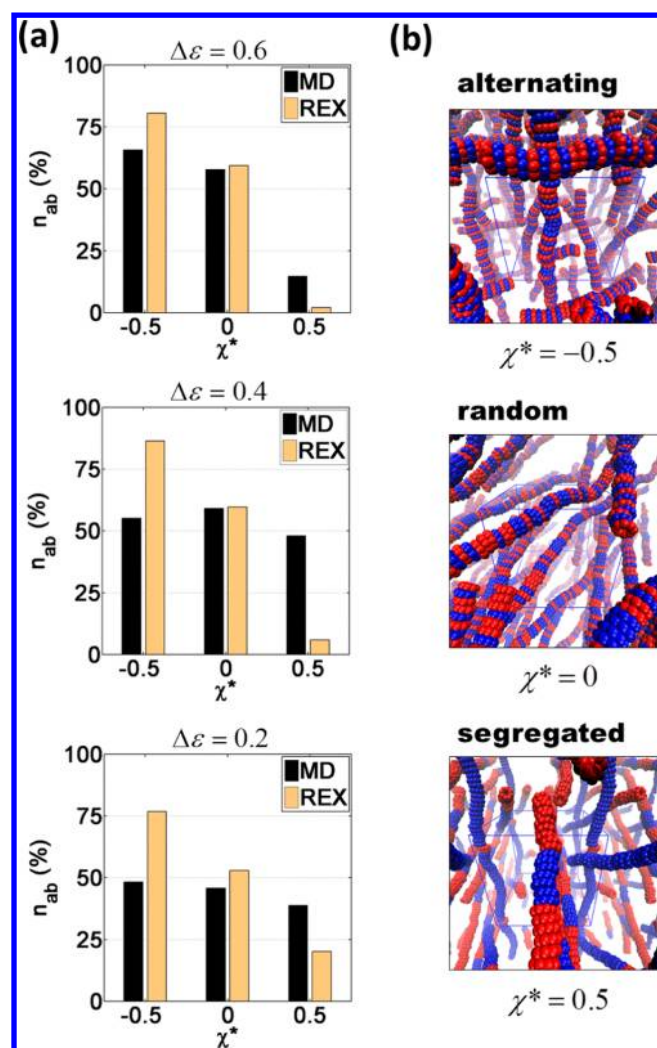 (a)
Δε = 0.6
100
75
50
25
0
n_ab (%)
MD
REX
-0.5 0 0.5
χ*
Δε = 0.4
100
75
50
25
0
n_ab (%)
MD
REX
-0.5 0 0.5
χ*
Δε = 0.2
100
75
50
25
0
n_ab (%)
MD
REX
-0.5 0 0.5
χ*
(b)
alternating
χ* = −0.5
random
χ* = 0
segregated
χ* = 0.5